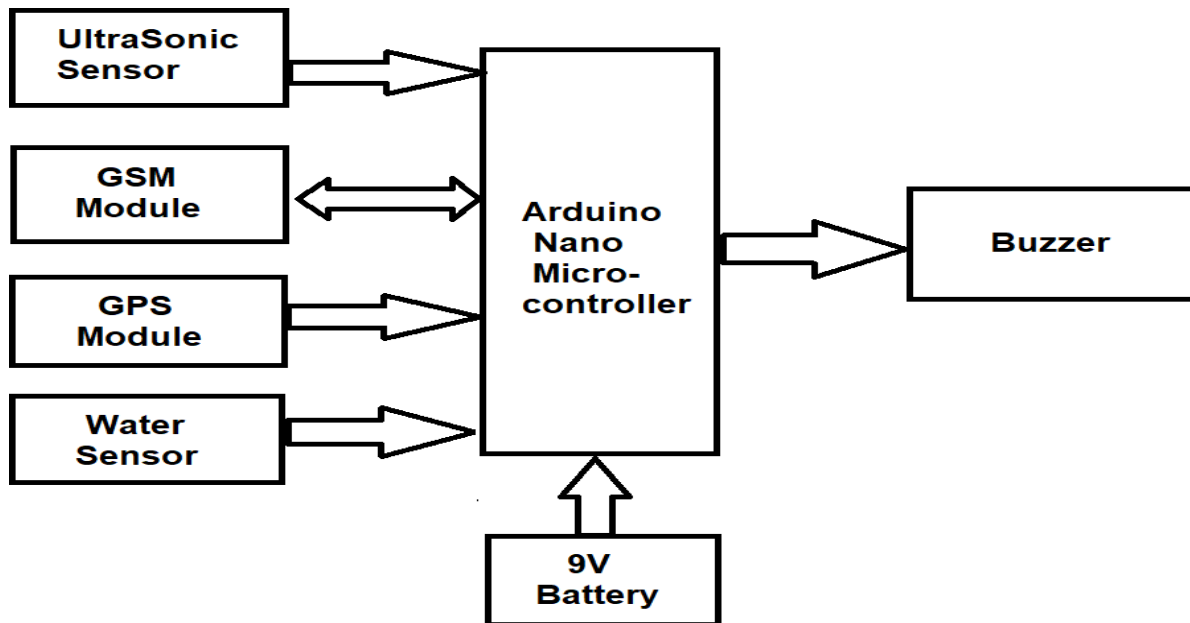 UltraSonic
Sensor
GSM
Module
GPS
Module
Water
Sensor
Arduino
Nano
Micro-
controller
9V
Battery
Buzzer